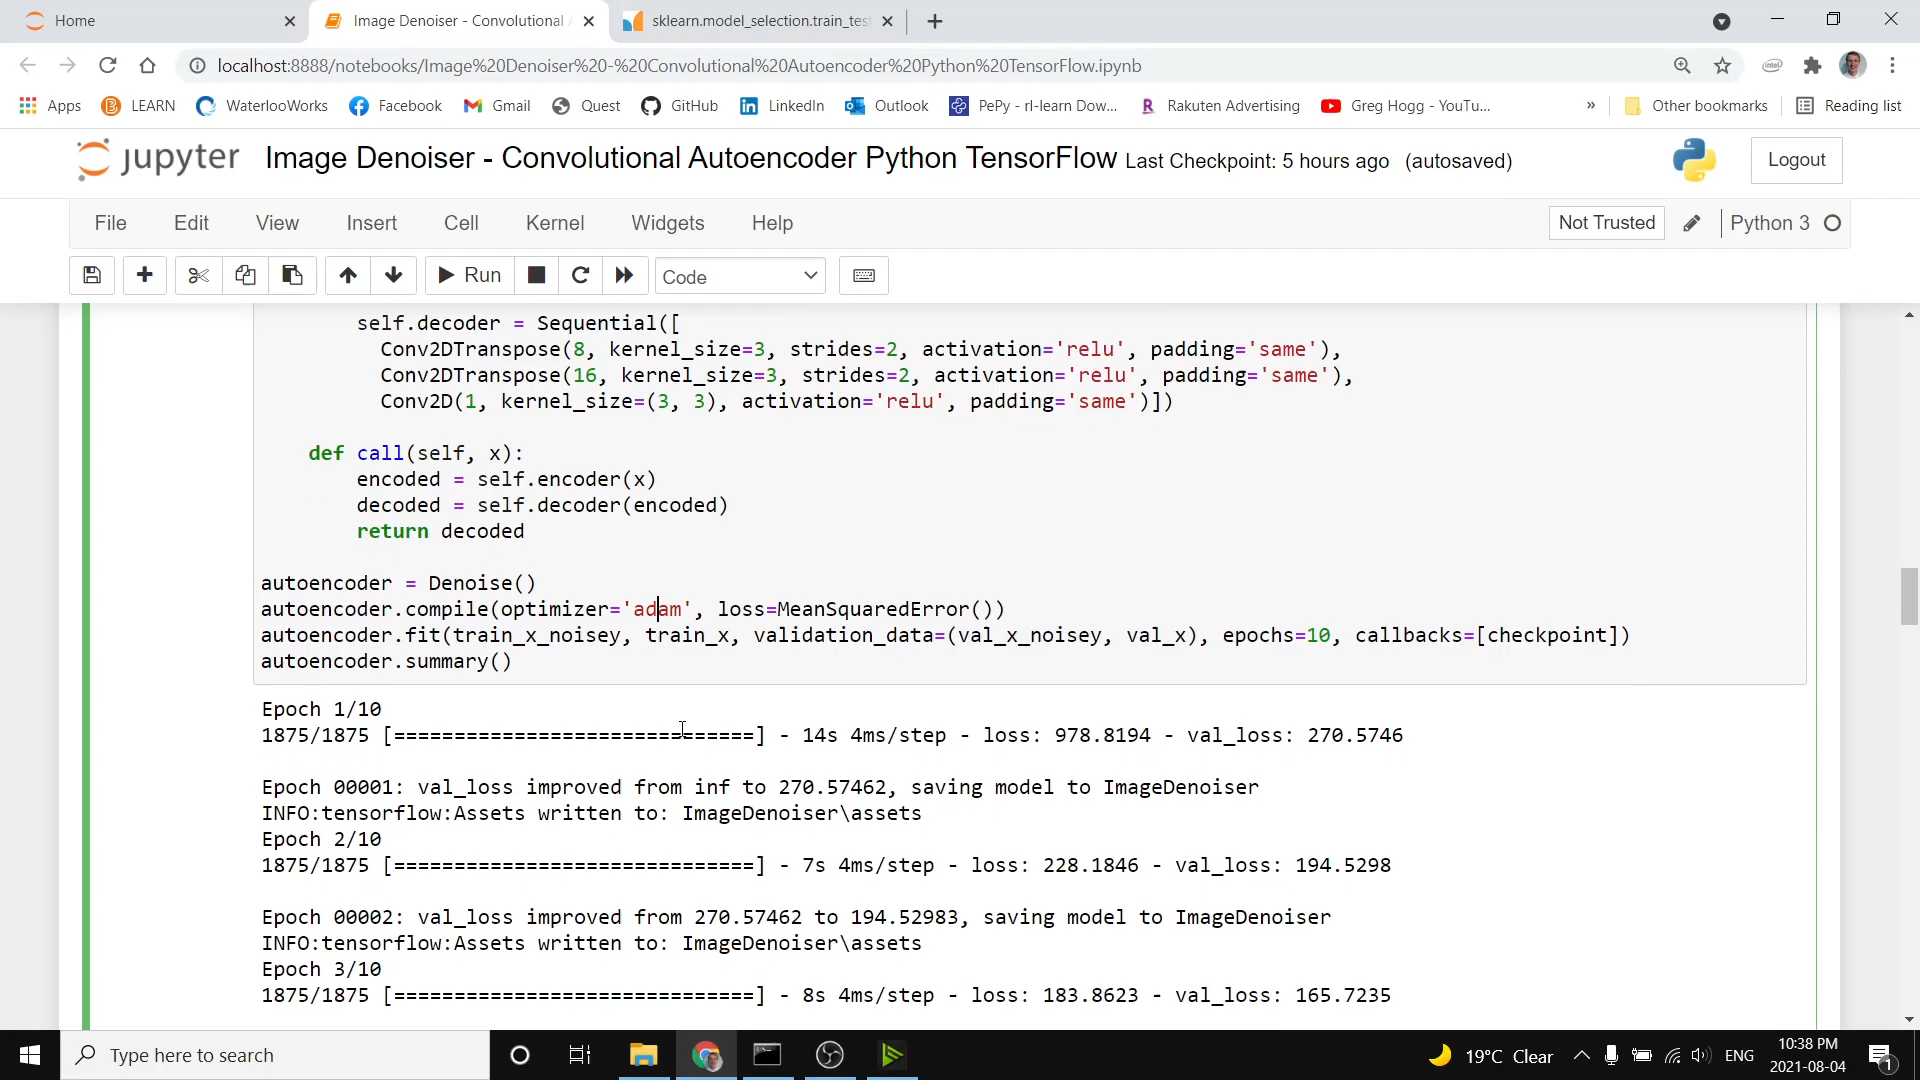 Home
Image Denoiser - Convolutional A
sklearn.model_selection.train_tes
localhost:8888/notebooks/Image%20Denoiser%20-%20Convolutional%20Autoencoder%20Python%20TensorFlow.ipynb
Apps LEARN WaterlooWorks Facebook Gmail Quest GitHub LinkedIn Outlook PePy - rl-learn Dow... Rakuten Advertising Greg Hogg - YouTu... » Other bookmarks Reading list
jupyter Image Denoiser - Convolutional Autoencoder Python TensorFlow Last Checkpoint: 5 hours ago (autosaved) Logout
File Edit View Insert Cell Kernel Widgets Help Not Trusted Python 3
Run Code
self.decoder = Sequential([
Conv2DTranspose(8, kernel_size=3, strides=2, activation='relu', padding='same'),
Conv2DTranspose(16, kernel_size=3, strides=2, activation='relu', padding='same'),
Conv2D(1, kernel_size=(3, 3), activation='relu', padding='same')])
def call(self, x):
encoded = self.encoder(x)
decoded = self.decoder(encoded)
return decoded
autoencoder = Denoise()
autoencoder.compile(optimizer='adam', loss=MeanSquaredError())
autoencoder.fit(train_x_noisey, train_x, validation_data=(val_x_noisey, val_x), epochs=10, callbacks=[checkpoint])
autoencoder.summary()
Epoch 1/10
1875/1875 [==============================] - 14s 4ms/step - loss: 978.8194 - val_loss: 270.5746
Epoch 00001: val_loss improved from inf to 270.57462, saving model to ImageDenoiser
INFO:tensorflow:Assets written to: ImageDenoiser\assets
Epoch 2/10
1875/1875 [==============================] - 7s 4ms/step - loss: 228.1846 - val_loss: 194.5298
Epoch 00002: val_loss improved from 270.57462 to 194.52983, saving model to ImageDenoiser
INFO:tensorflow:Assets written to: ImageDenoiser\assets
Epoch 3/10
1875/1875 [==============================] - 8s 4ms/step - loss: 183.8623 - val_loss: 165.7235
Type here to search
19°C Clear
ENG
10:38 PM
2021-08-04
1